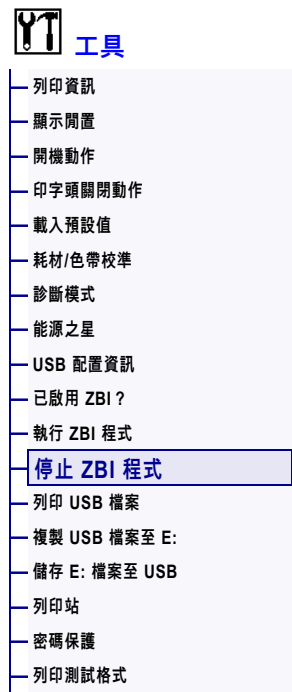 工具
列印資訊
顯示閒置
開機動作
印字頭關閉動作
載入預設值
耗材/色帶校準
診斷模式
能源之星
USB 配置資訊
已啟用 ZBI？
執行 ZBI 程式
停止 ZBI 程式
列印 USB 檔案
複製 USB 檔案至 E:
儲存 E: 檔案至 USB
列印站
密碼保護
列印測試格式